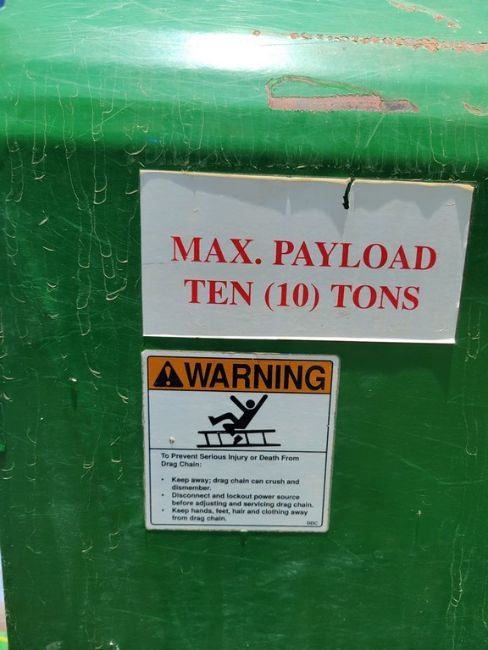 MAX. PAYLOAD
TEN (10) TONS
WARNING
To Prevent Serious Injury or Death From
Drag Chain:
• Keep away; drag chain can crush and
dismember.
• Disconnect and lockout power source
before adjusting and servicing drag chain.
• Keep hands, feet, hair and clothing away
from drag chain.